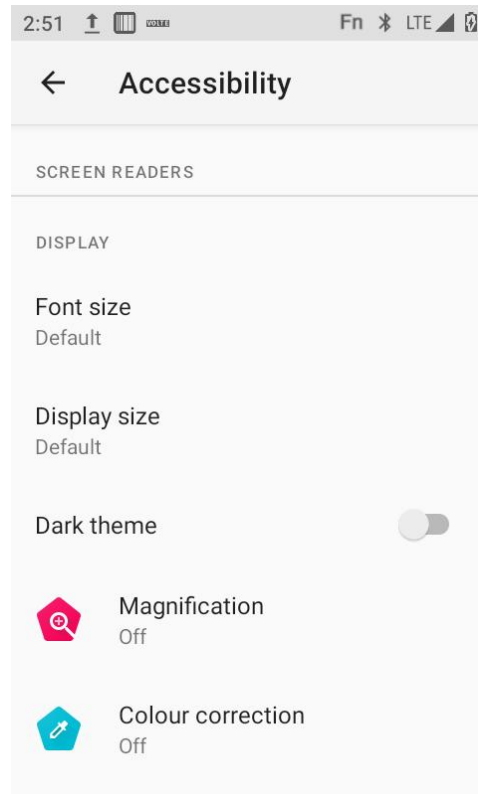 2:51 VOLTE Fn LTE
Accessibility
SCREEN READERS
DISPLAY
Font size
Default
Display size
Default
Dark theme
Magnification
Off
Colour correction
Off